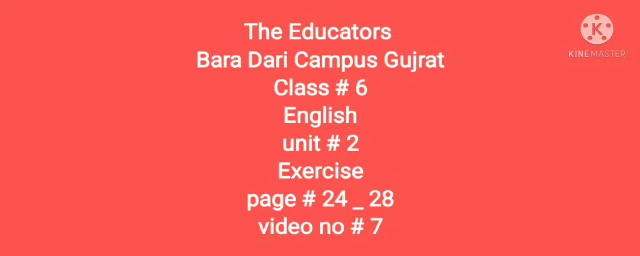 The Educators
Bara Dari Campus Gujrat
Class # 6
English
unit # 2
Exercise
page # 24 _ 28
video no # 7
K
KINEMASTER